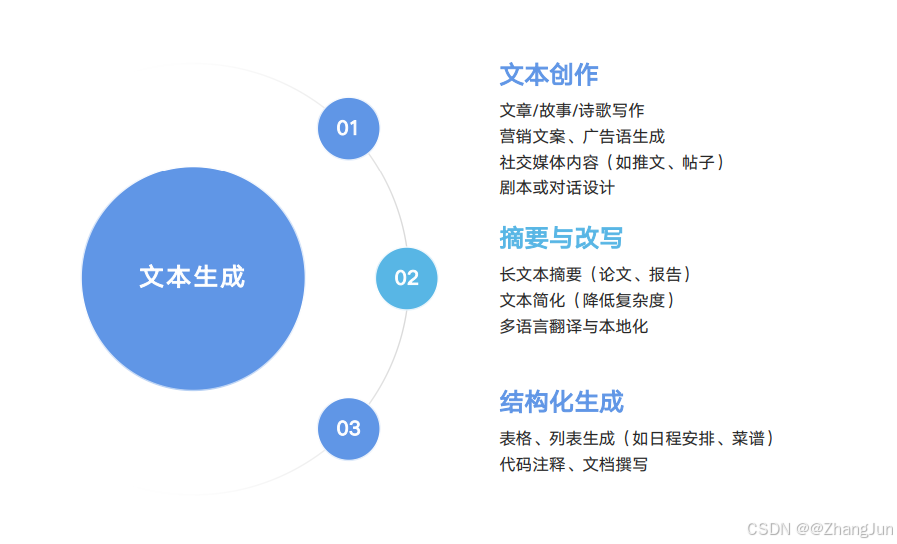 文本生成
01
文本创作
文章/故事/诗歌写作
营销文案、广告语生成
社交媒体内容（如推文、帖子）
剧本或对话设计
02
摘要与改写
长文本摘要（论文、报告）
文本简化（降低复杂度）
多语言翻译与本地化
03
结构化生成
表格、列表生成（如日程安排、菜谱）
代码注释、文档撰写
CSDN @@ZhangJun